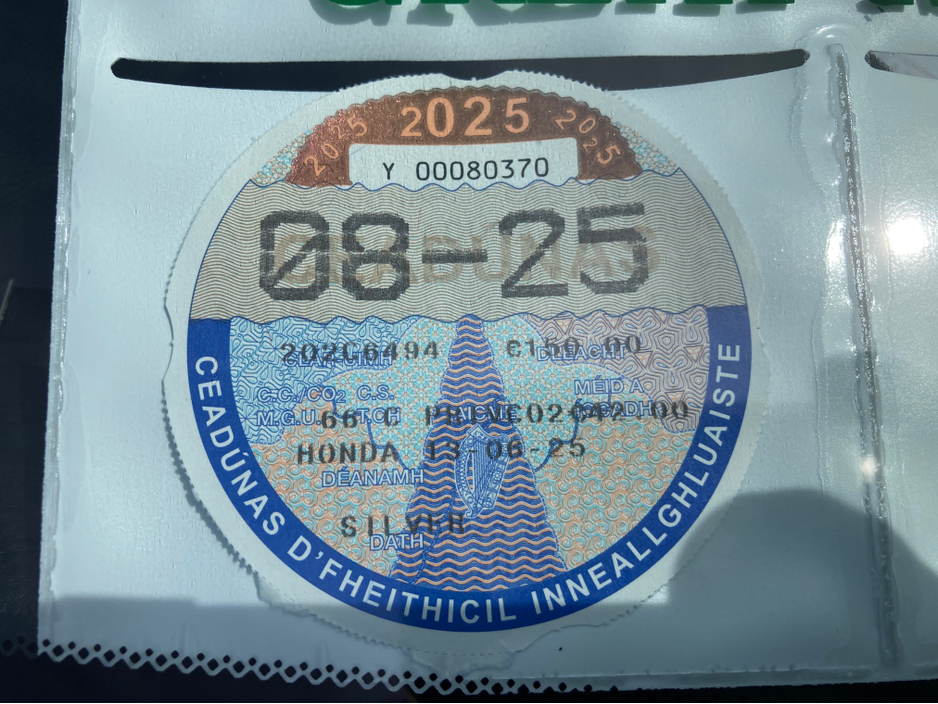 2025 2025 2025
Y 00080370
CEADÚNAS
08-25
202C6494 €150.00
C.C./CO₂ C.S. MÉID A
M.G.U.
66 C
HONDA 13-06-25
DÉANAMH
SILVER
DATH
CEADÚNAS D'FHEITHICIL INNEALLGHLUAISTE